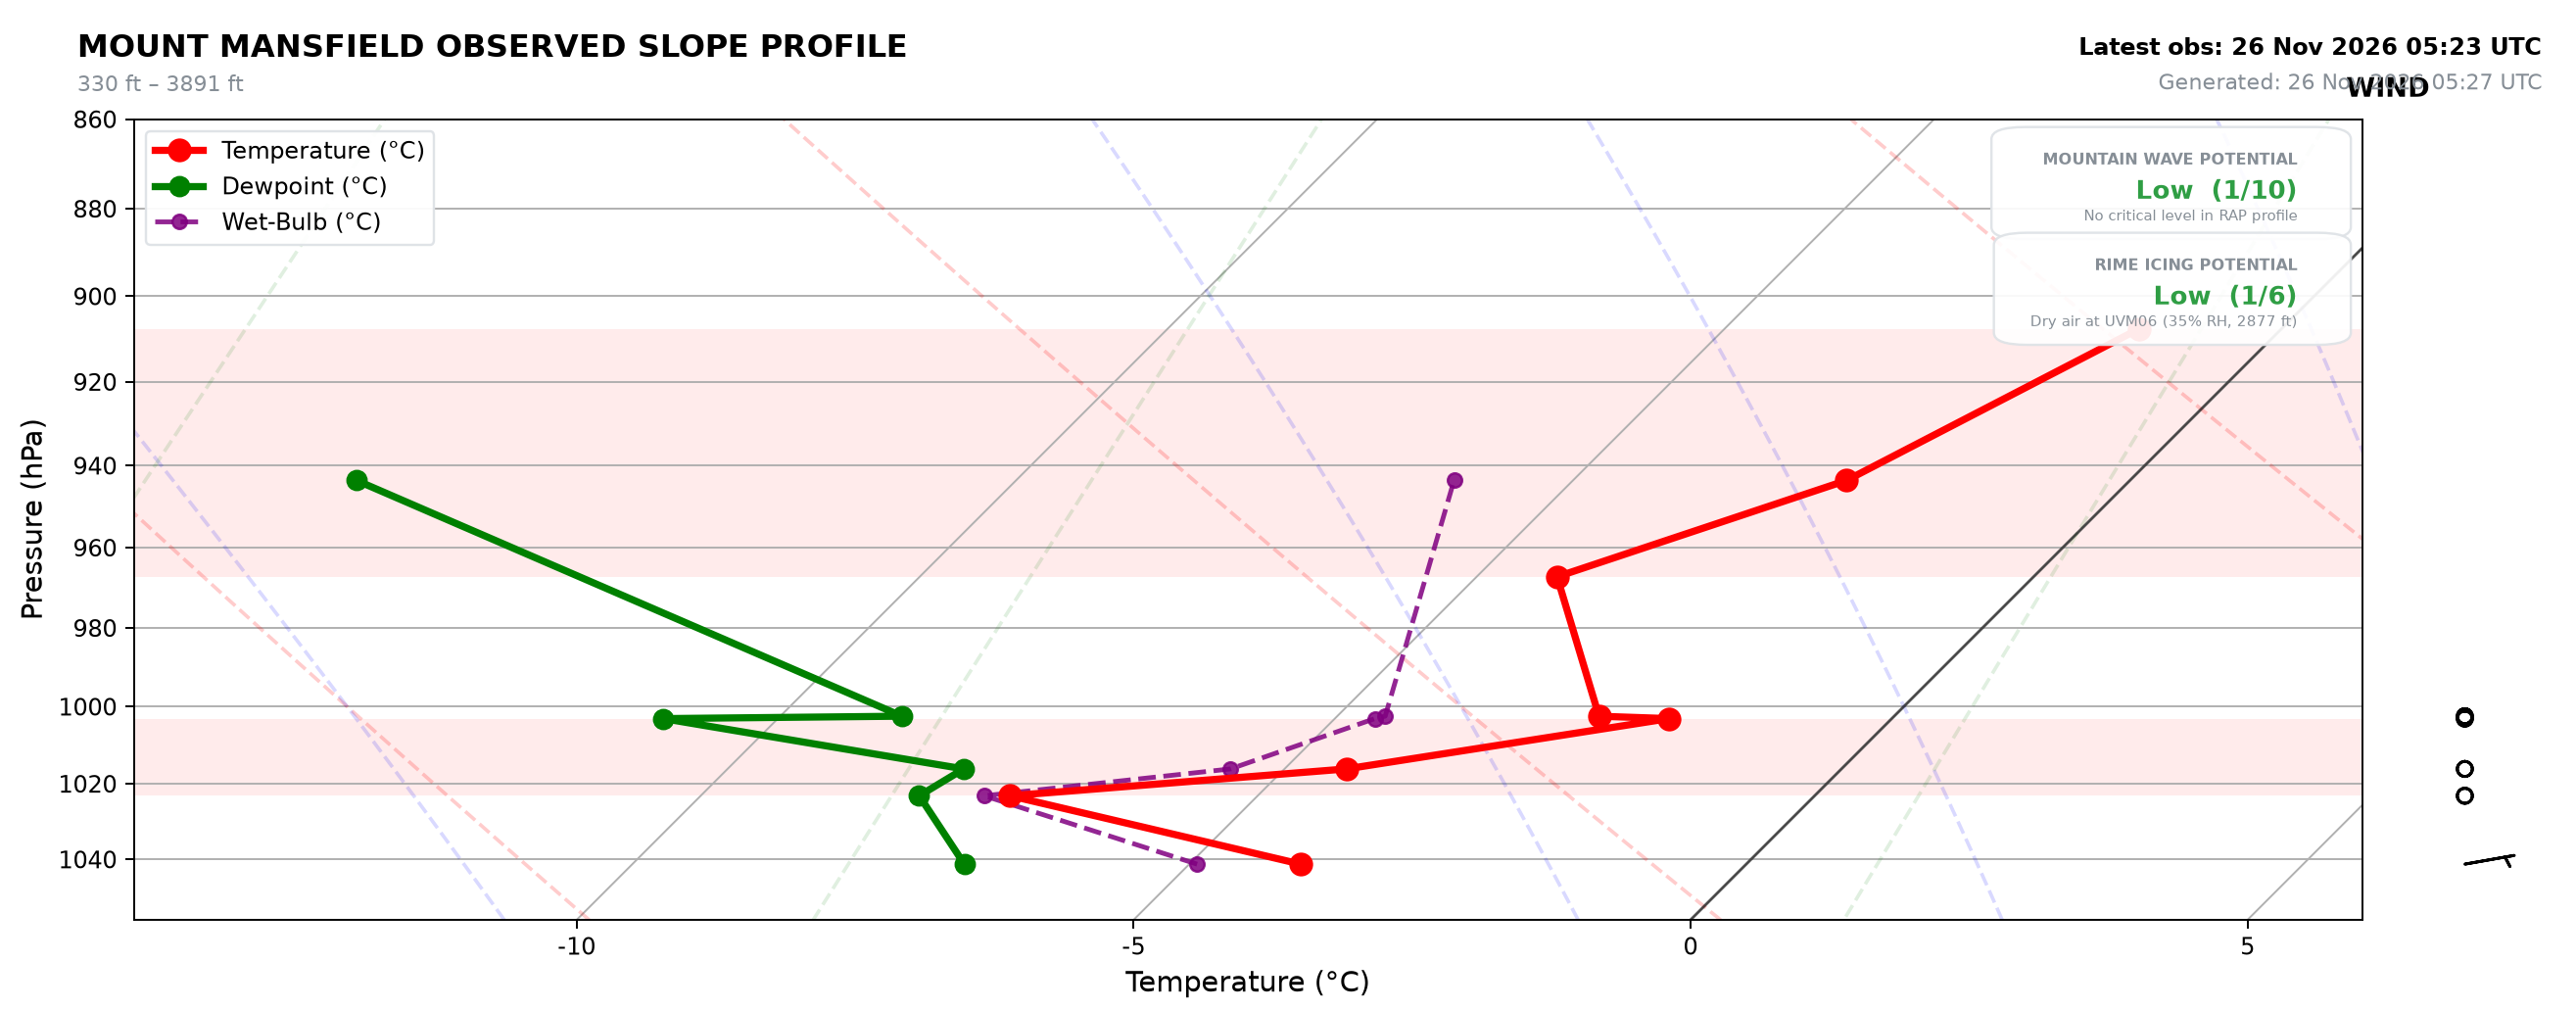 MOUNT MANSFIELD OBSERVED SLOPE PROFILE
Latest obs: 26 Nov 2026 05:23 UTC
330 ft – 3891 ft
Generated: 26 Nov 2026 05:27 UTC
WIND
860
880
900
920
940
960
980
1000
1020
1040
Pressure (hPa)
Temperature (°C)
Dewpoint (°C)
Wet-Bulb (°C)
MOUNTAIN WAVE POTENTIAL
Low (1/10)
No critical level in RAP profile
RIME ICING POTENTIAL
Low (1/6)
Dry air at UVM06 (35% RH, 2877 ft)
-10
-5
0
5
Temperature (°C)